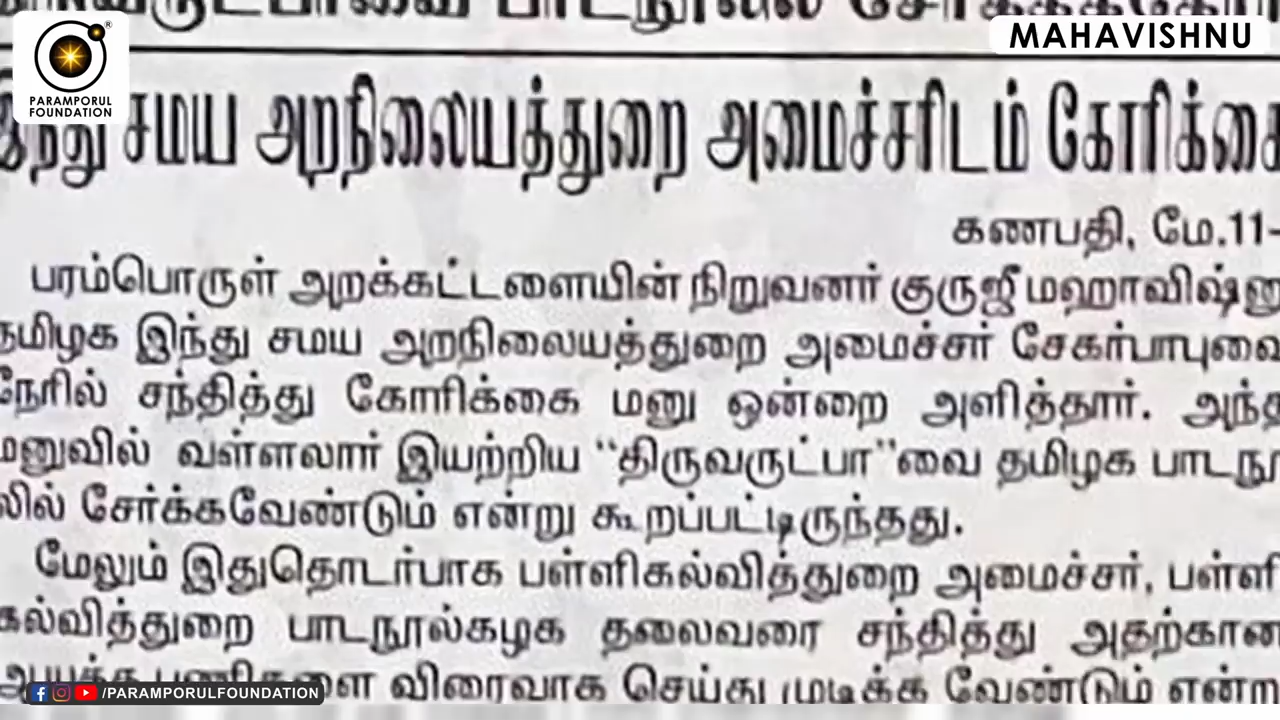 MAHAVISHNU
PARAMPORUL
FOUNDATION
இந்து சமய அறநிலையத்துறை அமைச்சரிடம் கோரிக்கை
கணபதி, மே.11-
பரம்பொருள் அறக்கட்டளையின் நிறுவனர் குருஜீ மஹாவிஷ்ணு
தமிழக இந்து சமய அறநிலையத்துறை அமைச்சர் சேகர்பாபுவை
நேரில் சந்தித்து கோரிக்கை மனு ஒன்றை அளித்தார். அந்த
மனுவில் வள்ளலார் இயற்றிய "திருவருட்பா"வை தமிழக பாடநூ
லில் சேர்க்கவேண்டும் என்று கூறப்பட்டிருந்தது.
மேலும் இதுதொடர்பாக பள்ளிகல்வித்துறை அமைச்சர், பள்ளி
கல்வித்துறை பாடநூல்கழக தலைவரை சந்தித்து அதற்கான
விரைவாக செய்து முடிக்க வேண்டும் என்ற
/PARAMPORULFOUNDATION